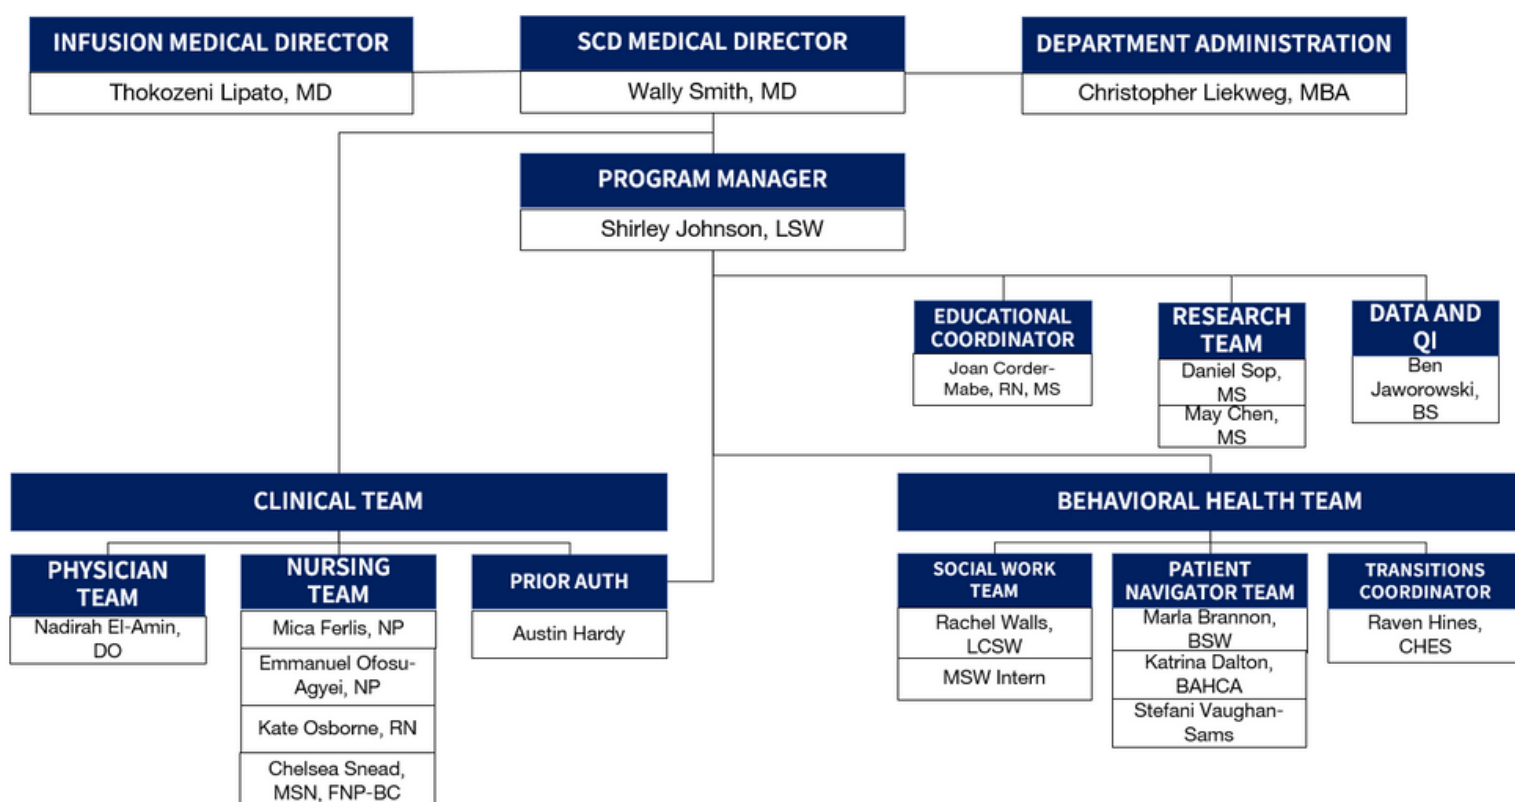 INFUSION MEDICAL DIRECTOR
Thokozeni Lipato, MD
SCD MEDICAL DIRECTOR
Wally Smith, MD
DEPARTMENT ADMINISTRATION
Christopher Liekweg, MBA
PROGRAM MANAGER
Shirley Johnson, LSW
EDUCATIONAL
COORDINATOR
Joan Corder-
Mabe, RN, MS
RESEARCH
TEAM
Daniel Sop,
MS
May Chen,
MS
DATA AND
QI
Ben
Jaworowski,
BS
CLINICAL TEAM
PHYSICIAN
TEAM
Nadirah El-Amin,
DO
NURSING
TEAM
Mica Ferlis, NP
Emmanuel Ofosu-
Agyei, NP
Kate Osborne, RN
Chelsea Snead,
MSN, FNP-BC
PRIOR AUTH
Austin Hardy
BEHAVIORAL HEALTH TEAM
SOCIAL WORK
TEAM
Rachel Walls,
LCSW
MSW Intern
PATIENT
NAVIGATOR TEAM
Marla Brannon,
BSW
Katrina Dalton,
BAHCA
Stefani Vaughan-
Sams
TRANSITIONS
COORDINATOR
Raven Hines,
CHES